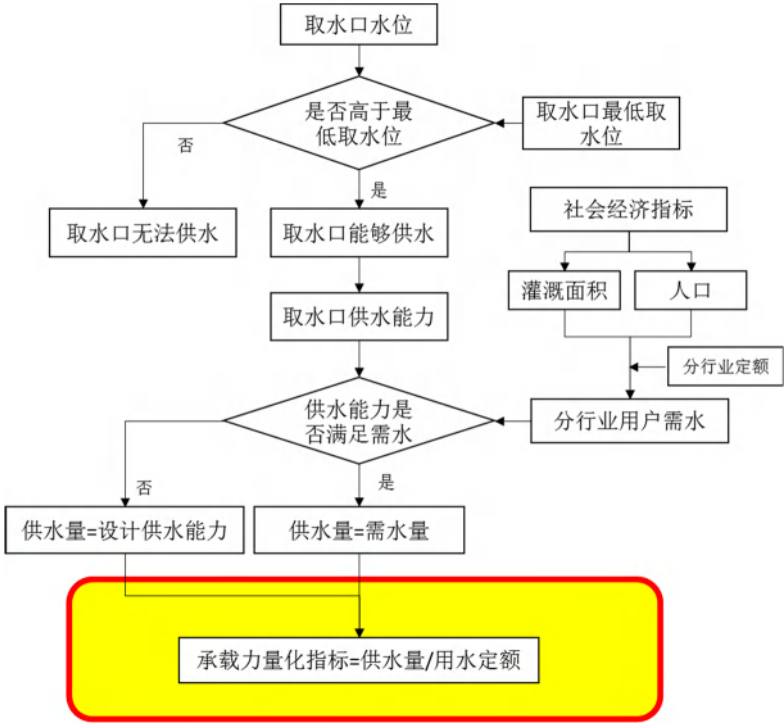 取水口水位
是否高于最
低取水位
取水口最低取
水位
否
是
取水口无法供水
取水口能够供水
社会经济指标
灌溉面积
人口
取水口供水能力
分行业定额
供水能力是
否满足需水
分行业用户需水
否
是
供水量=设计供水能力
供水量=需水量
承载力量化指标=供水量/用水定额